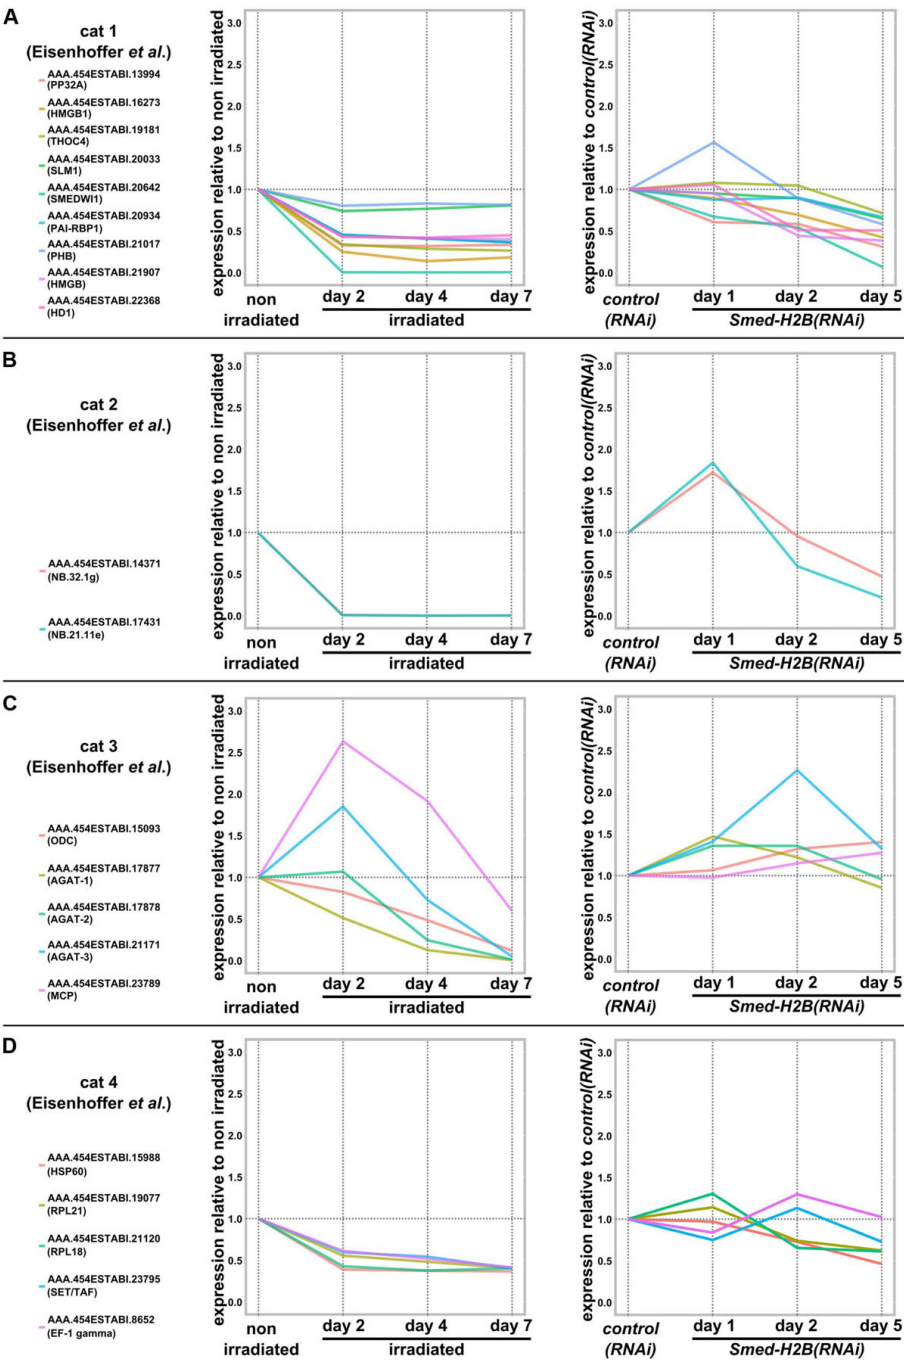 A
cat 1
(Eisenhoffer et al.)
AAA.454ESTABI.13994
(PP32A)
AAA.454ESTABI.16273
(HMGB1)
AAA.454ESTABI.19181
(THOC4)
AAA.454ESTABI.20033
(SLM1)
AAA.454ESTABI.20642
(SMEDWI1)
AAA.454ESTABI.20934
(PAI-RBP1)
AAA.454ESTABI.21017
(PHB)
AAA.454ESTABI.21907
(HMGB)
AAA.454ESTABI.22368
(HD1)
expression relative to non irradiated
3.0
2.5
2.0
1.5
1.0
0.5
0.0
non
irradiated
day 2 day 4 day 7
irradiated
expression relative to control(RNAi)
3.0
2.5
2.0
1.5
1.0
0.5
0.0
control
(RNAi)
day 1 day 2 day 5
Smed-H2B(RNAi)
B
cat 2
(Eisenhoffer et al.)
AAA.454ESTABI.14371
(NB.32.1g)
AAA.454ESTABI.17431
(NB.21.11e)
expression relative to non irradiated
3.0
2.5
2.0
1.5
1.0
0.5
0.0
non
irradiated
day 2 day 4 day 7
irradiated
expression relative to control(RNAi)
3.0
2.5
2.0
1.5
1.0
0.5
0.0
control
(RNAi)
day 1 day 2 day 5
Smed-H2B(RNAi)
C
cat 3
(Eisenhoffer et al.)
AAA.454ESTABI.15093
(ODC)
AAA.454ESTABI.17877
(AGAT-1)
AAA.454ESTABI.17878
(AGAT-2)
AAA.454ESTABI.21171
(AGAT-3)
AAA.454ESTABI.23789
(MCP)
expression relative to non irradiated
3.0
2.5
2.0
1.5
1.0
0.5
0.0
non
irradiated
day 2 day 4 day 7
irradiated
expression relative to control(RNAi)
3.0
2.5
2.0
1.5
1.0
0.5
0.0
control
(RNAi)
day 1 day 2 day 5
Smed-H2B(RNAi)
D
cat 4
(Eisenhoffer et al.)
AAA.454ESTABI.15988
(HSP60)
AAA.454ESTABI.19077
(RPL21)
AAA.454ESTABI.21120
(RPL18)
AAA.454ESTABI.23795
(SET/TAF)
AAA.454ESTABI.8652
(EF-1 gamma)
expression relative to non irradiated
3.0
2.5
2.0
1.5
1.0
0.5
0.0
non
irradiated
day 2 day 4 day 7
irradiated
expression relative to control(RNAi)
3.0
2.5
2.0
1.5
1.0
0.5
0.0
control
(RNAi)
day 1 day 2 day 5
Smed-H2B(RNAi)